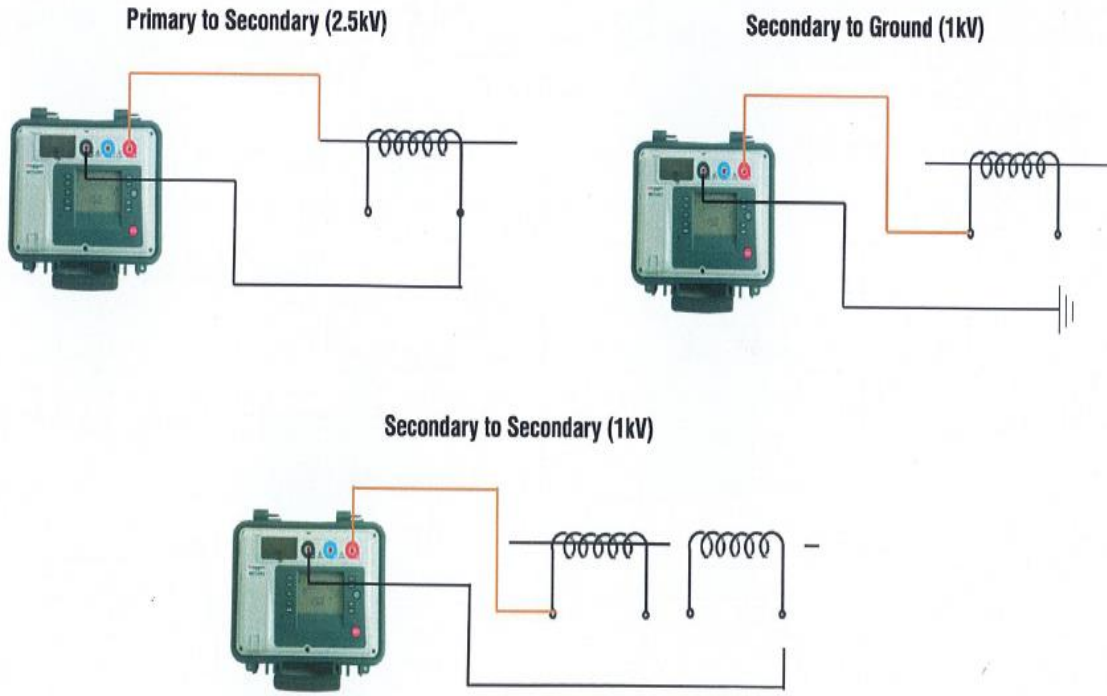 Primary to Secondary (2.5kV)
Secondary to Ground (1kV)
Secondary to Secondary (1kV)